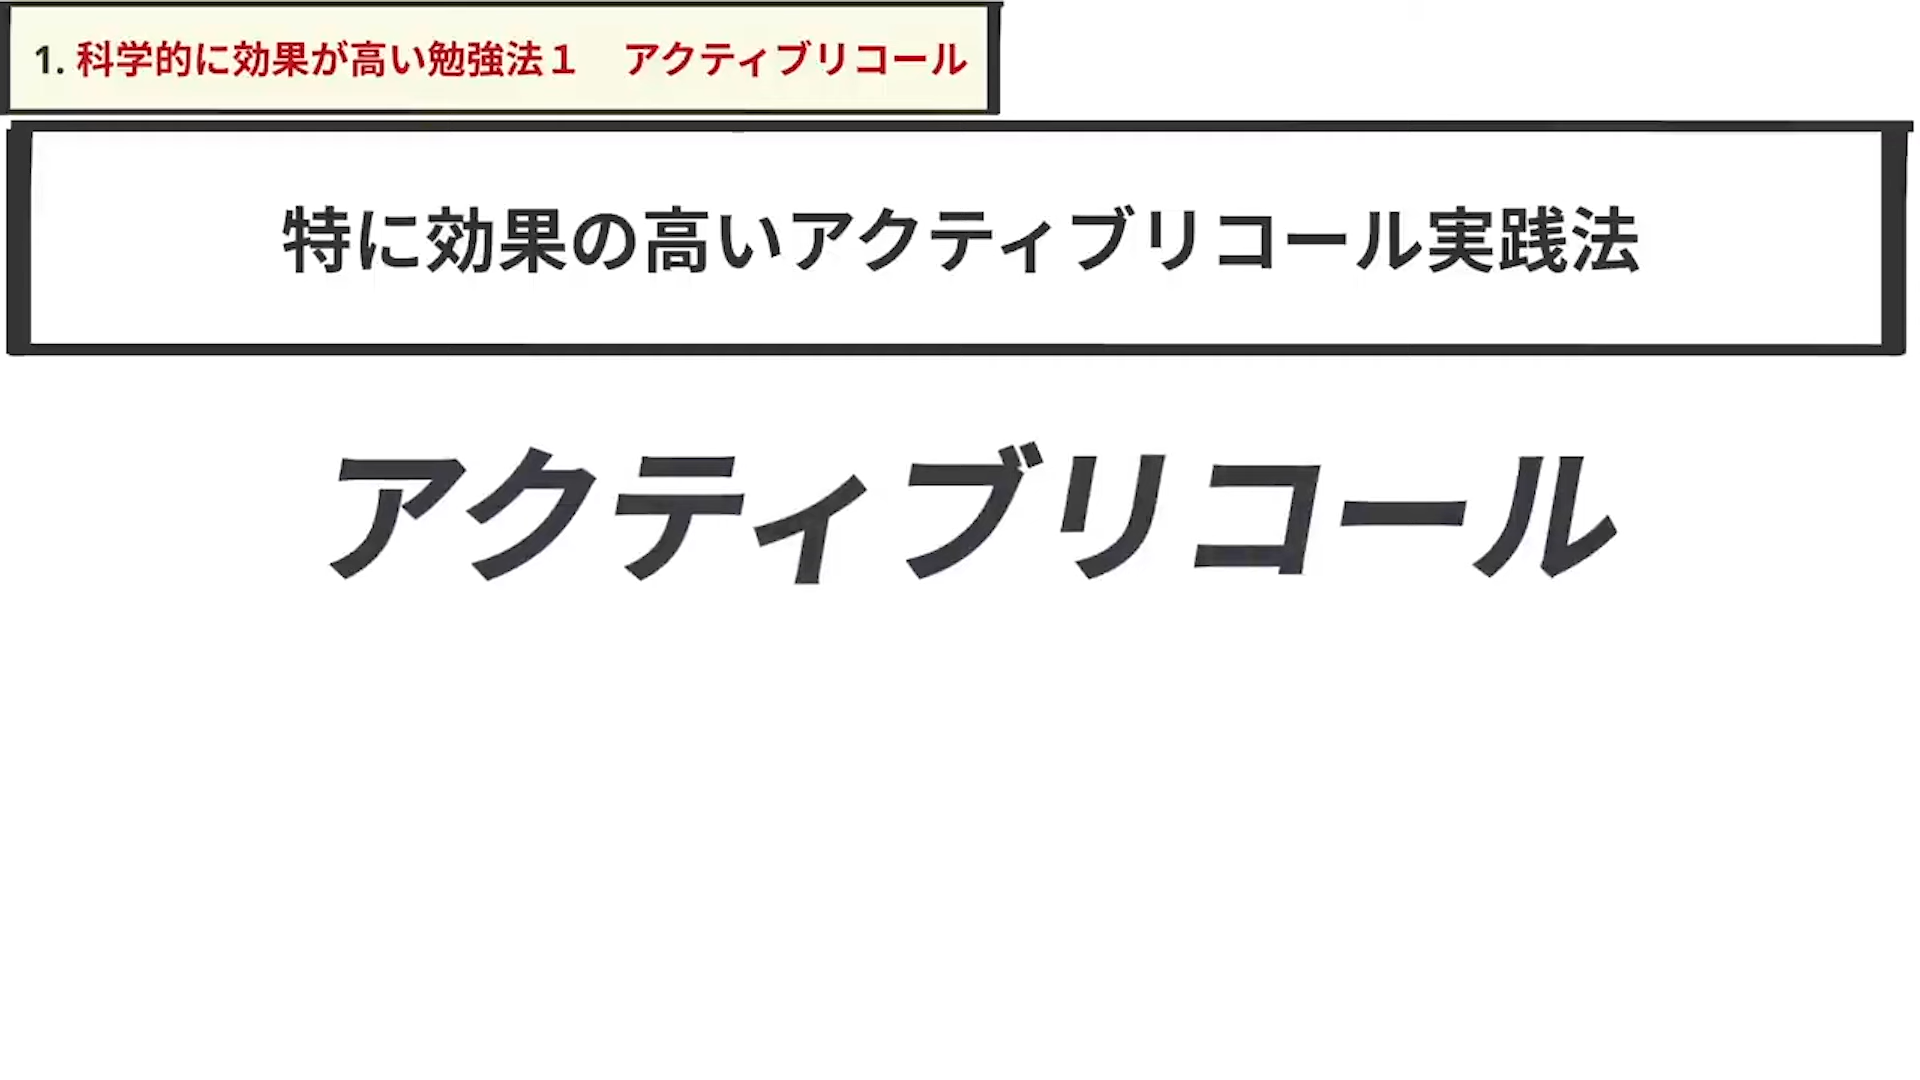 1. 科学的に効果が高い勉強法１　アクティブリコール
特に効果の高いアクティブリコール実践法
アクティブリコール